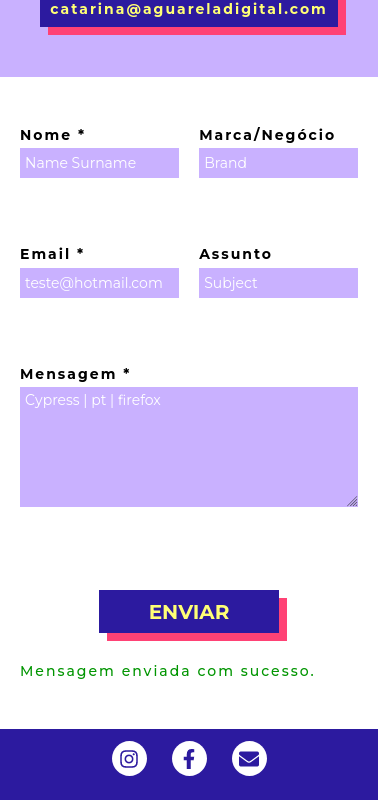 catarina@aguareladigital.com
Nome *
Marca/Negócio
Name Surname
Brand
Email *
Assunto
teste@hotmail.com
Subject
Mensagem *
Cypress | pt | firefox
ENVIAR
Mensagem enviada com sucesso.